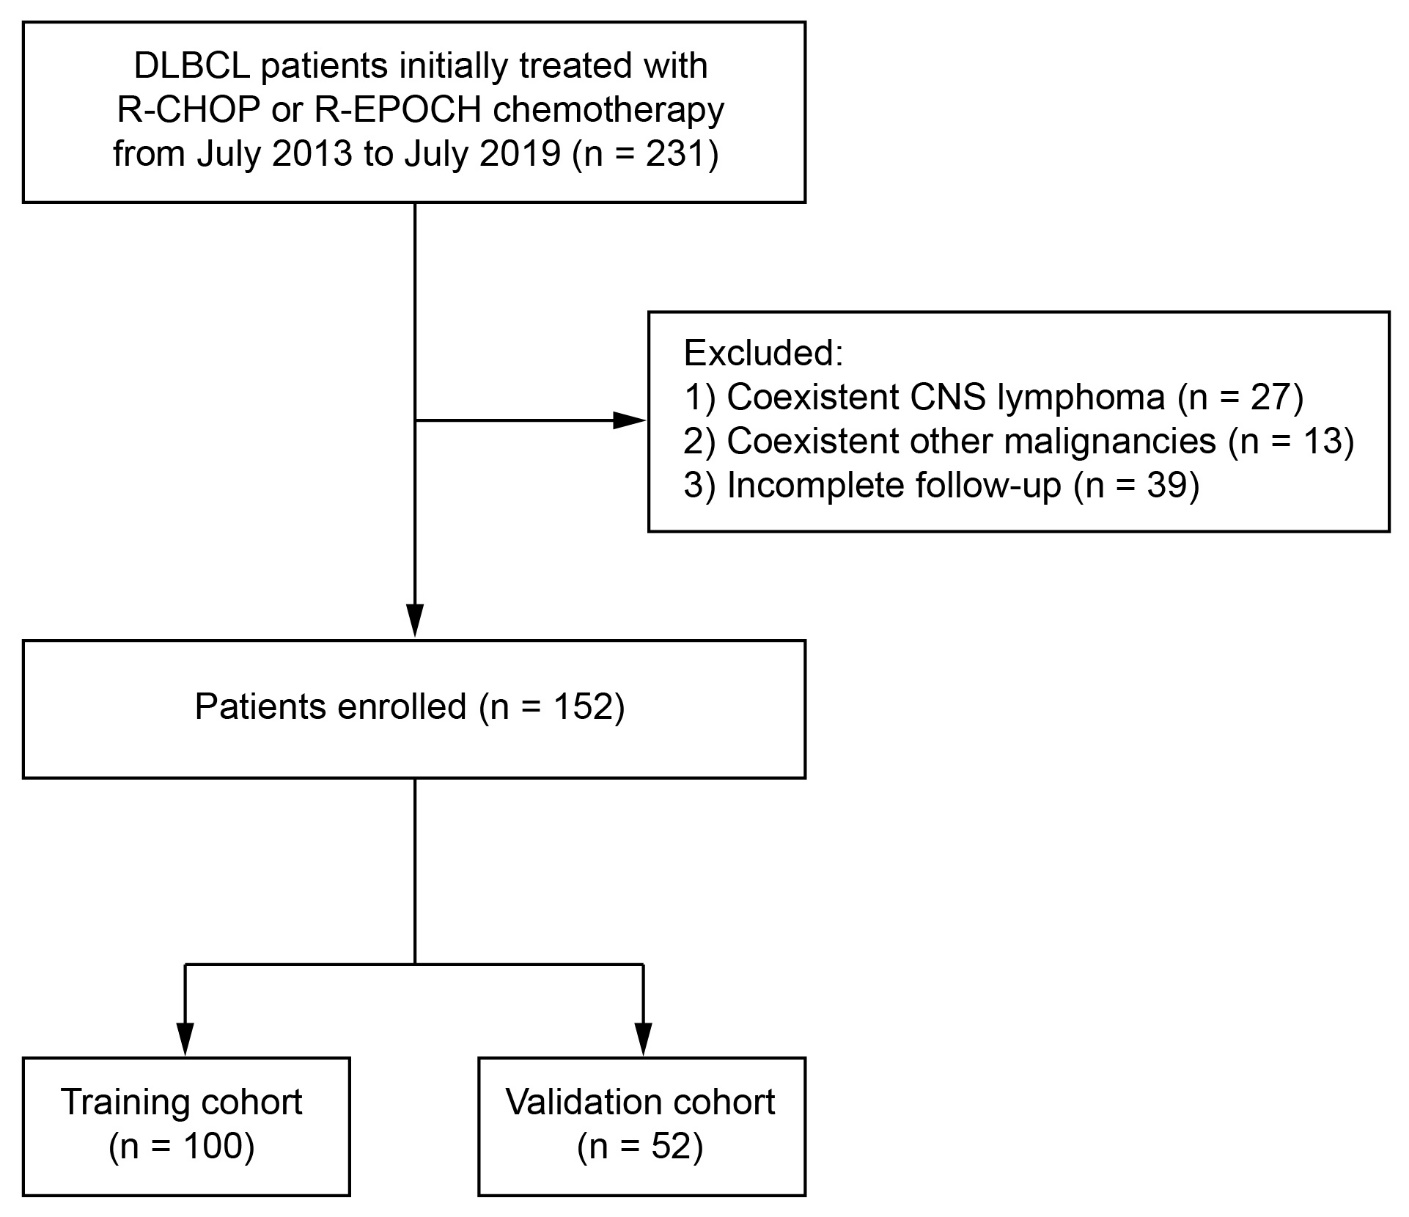 DLBCL patients initially treated with
R-CHOP or R-EPOCH chemotherapy
from July 2013 to July 2019 (n = 231)
Excluded:
1) Coexistent CNS lymphoma (n = 27)
2) Coexistent other malignancies (n = 13)
3) Incomplete follow-up (n = 39)
Patients enrolled (n = 152)
Training cohort
(n = 100)
Validation cohort
(n = 52)